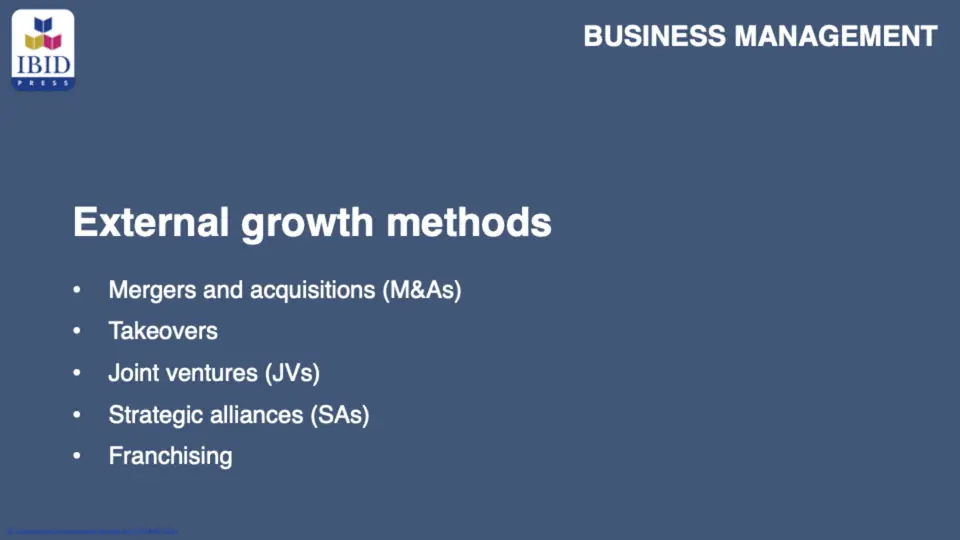 IBID
PRESS
BUSINESS MANAGEMENT
External growth methods
• Mergers and acquisitions (M&As)
• Takeovers
• Joint ventures (JVs)
• Strategic alliances (SAs)
• Franchising